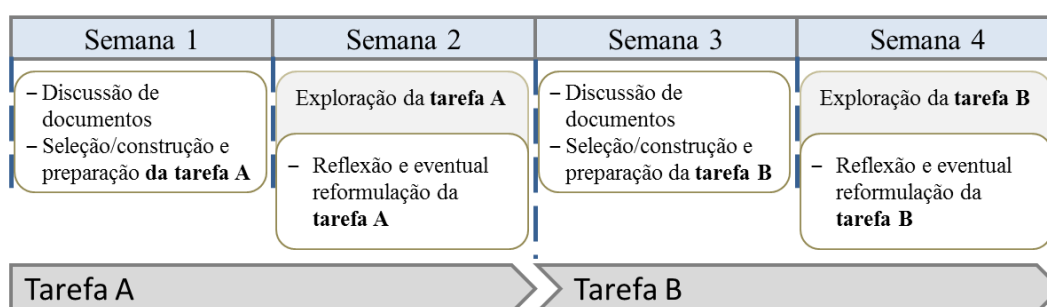 Semana 1
Semana 2
Semana 3
Semana 4
– Discussão de
documentos
– Seleção/construção e
preparação da tarefa A
Exploração da tarefa A
– Reflexão e eventual
reformulação da
tarefa A
– Discussão de
documentos
– Seleção/construção e
preparação da tarefa B
Exploração da tarefa B
– Reflexão e eventual
reformulação da
tarefa B
Tarefa A
Tarefa B